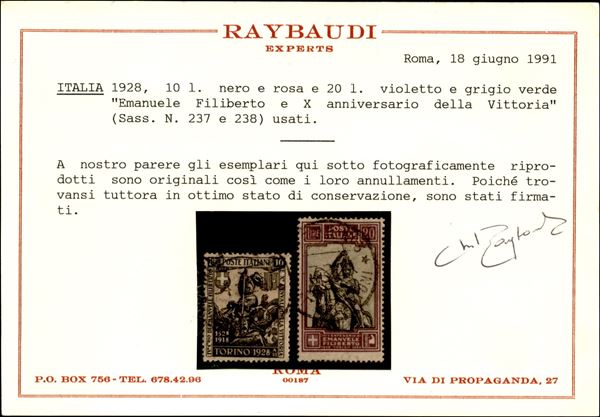 RAYBAUDI
EXPERTS
Roma, 18 giugno 1991
ITALIA 1928, 10 l. nero e rosa e 20 l. violetto e grigio verde
"Emanuele Filiberto e X anniversario della Vittoria"
(Sass. N. 237 e 238) usati.
A nostro parere gli esemplari qui sotto fotograficamente ripro-
dotti sono originali così come i loro annullamenti. Poiché tro-
vansi tuttora in ottimo stato di conservazione, sono stati firma-
ti.
POSTE ITALIANE 10
1528
1918
TORINO 1928
POSTE
ITALIANE 20
EMANUELE
FILIBERTO
ROMA
00187
P.O. BOX 756 - TEL. 678.42.96
VIA DI PROPAGANDA, 27